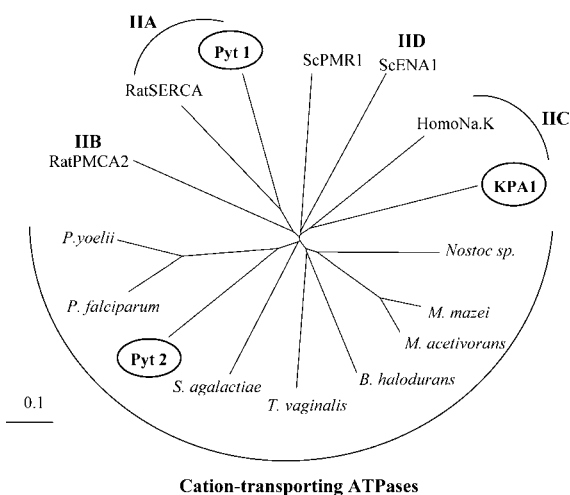 IIA
Pyt 1
ScPMR1
IID
ScENA1
RatSERCA
HomoNa.K
IIC
IIB
RatPMCA2
KPA1
P.yoelii
Nostoc sp.
P. falciparum
M. mazei
M. acetivorans
Pyt 2
S. agalactiae
B. halodurans
T. vaginalis
0.1
Cation-transporting ATPases